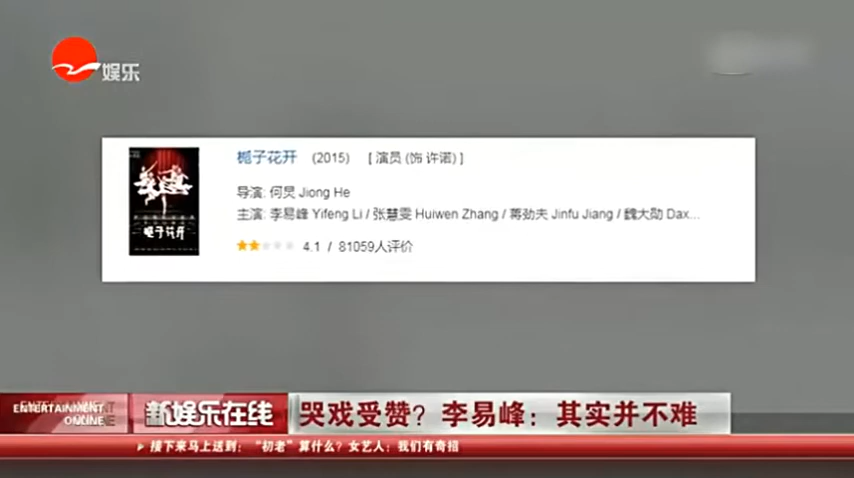 娱乐
栀子花开 (2015) [ 演员 (饰 许诺) ]
导演: 何炅 Jiong He
主演: 李易峰 Yifeng Li / 张慧雯 Huiwen Zhang / 蒋劲夫 Jinfu Jiang / 魏大勋 Dax...
4.1 / 81059人评价
栀子花开
ENTERTAINMENT
ONLINE
新娱乐在线
哭戏受赞？李易峰：其实并不难
接下来马上送到：“初老”算什么？女艺人：我们有奇招